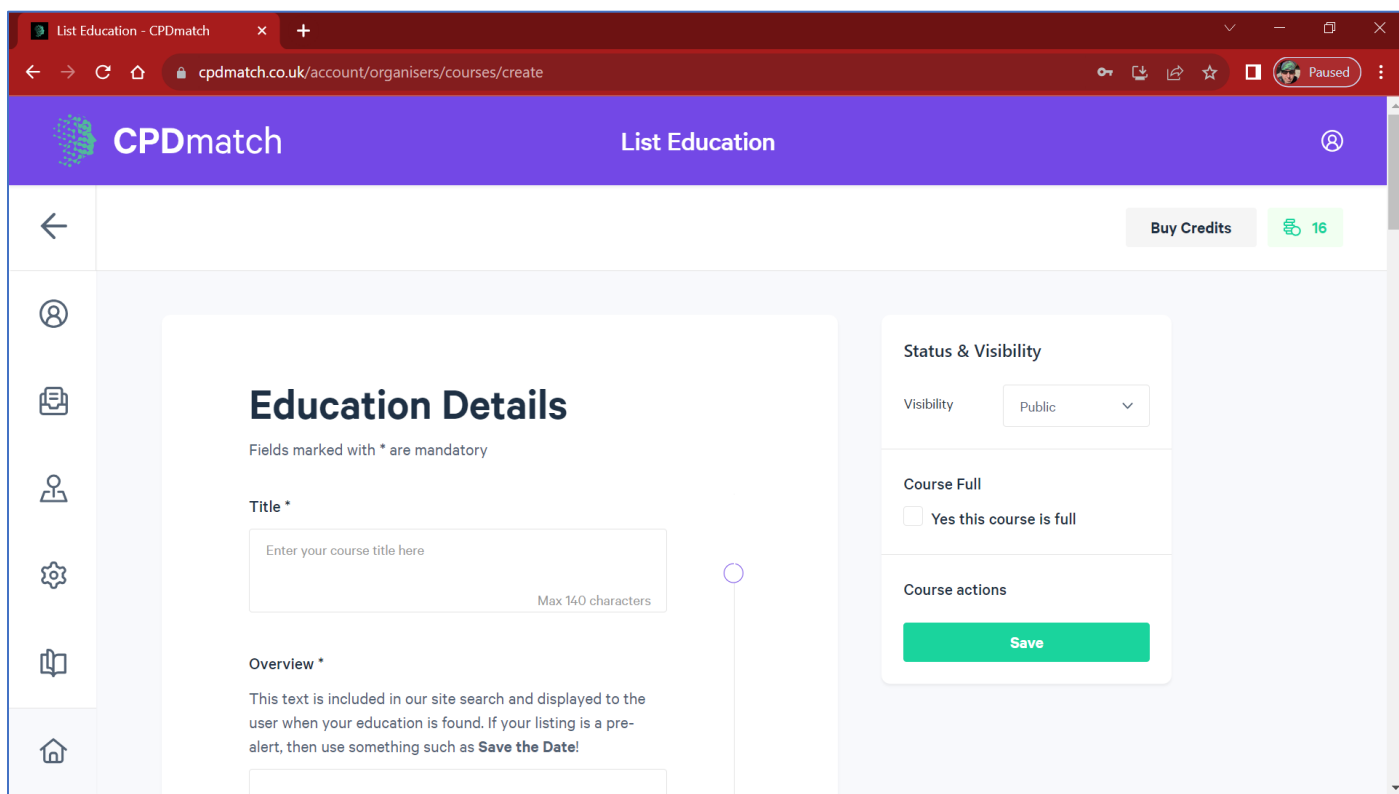 List Education - CPDmatch
cpdmatch.co.uk/account/organisers/courses/create
Paused
CPDmatch
List Education
Buy Credits
16
Education Details
Fields marked with * are mandatory
Title *
Enter your course title here
Max 140 characters
Overview *
This text is included in our site search and displayed to the
user when your education is found. If your listing is a pre-
alert, then use something such as Save the Date!
Status & Visibility
Visibility
Public
Course Full
Yes this course is full
Course actions
Save